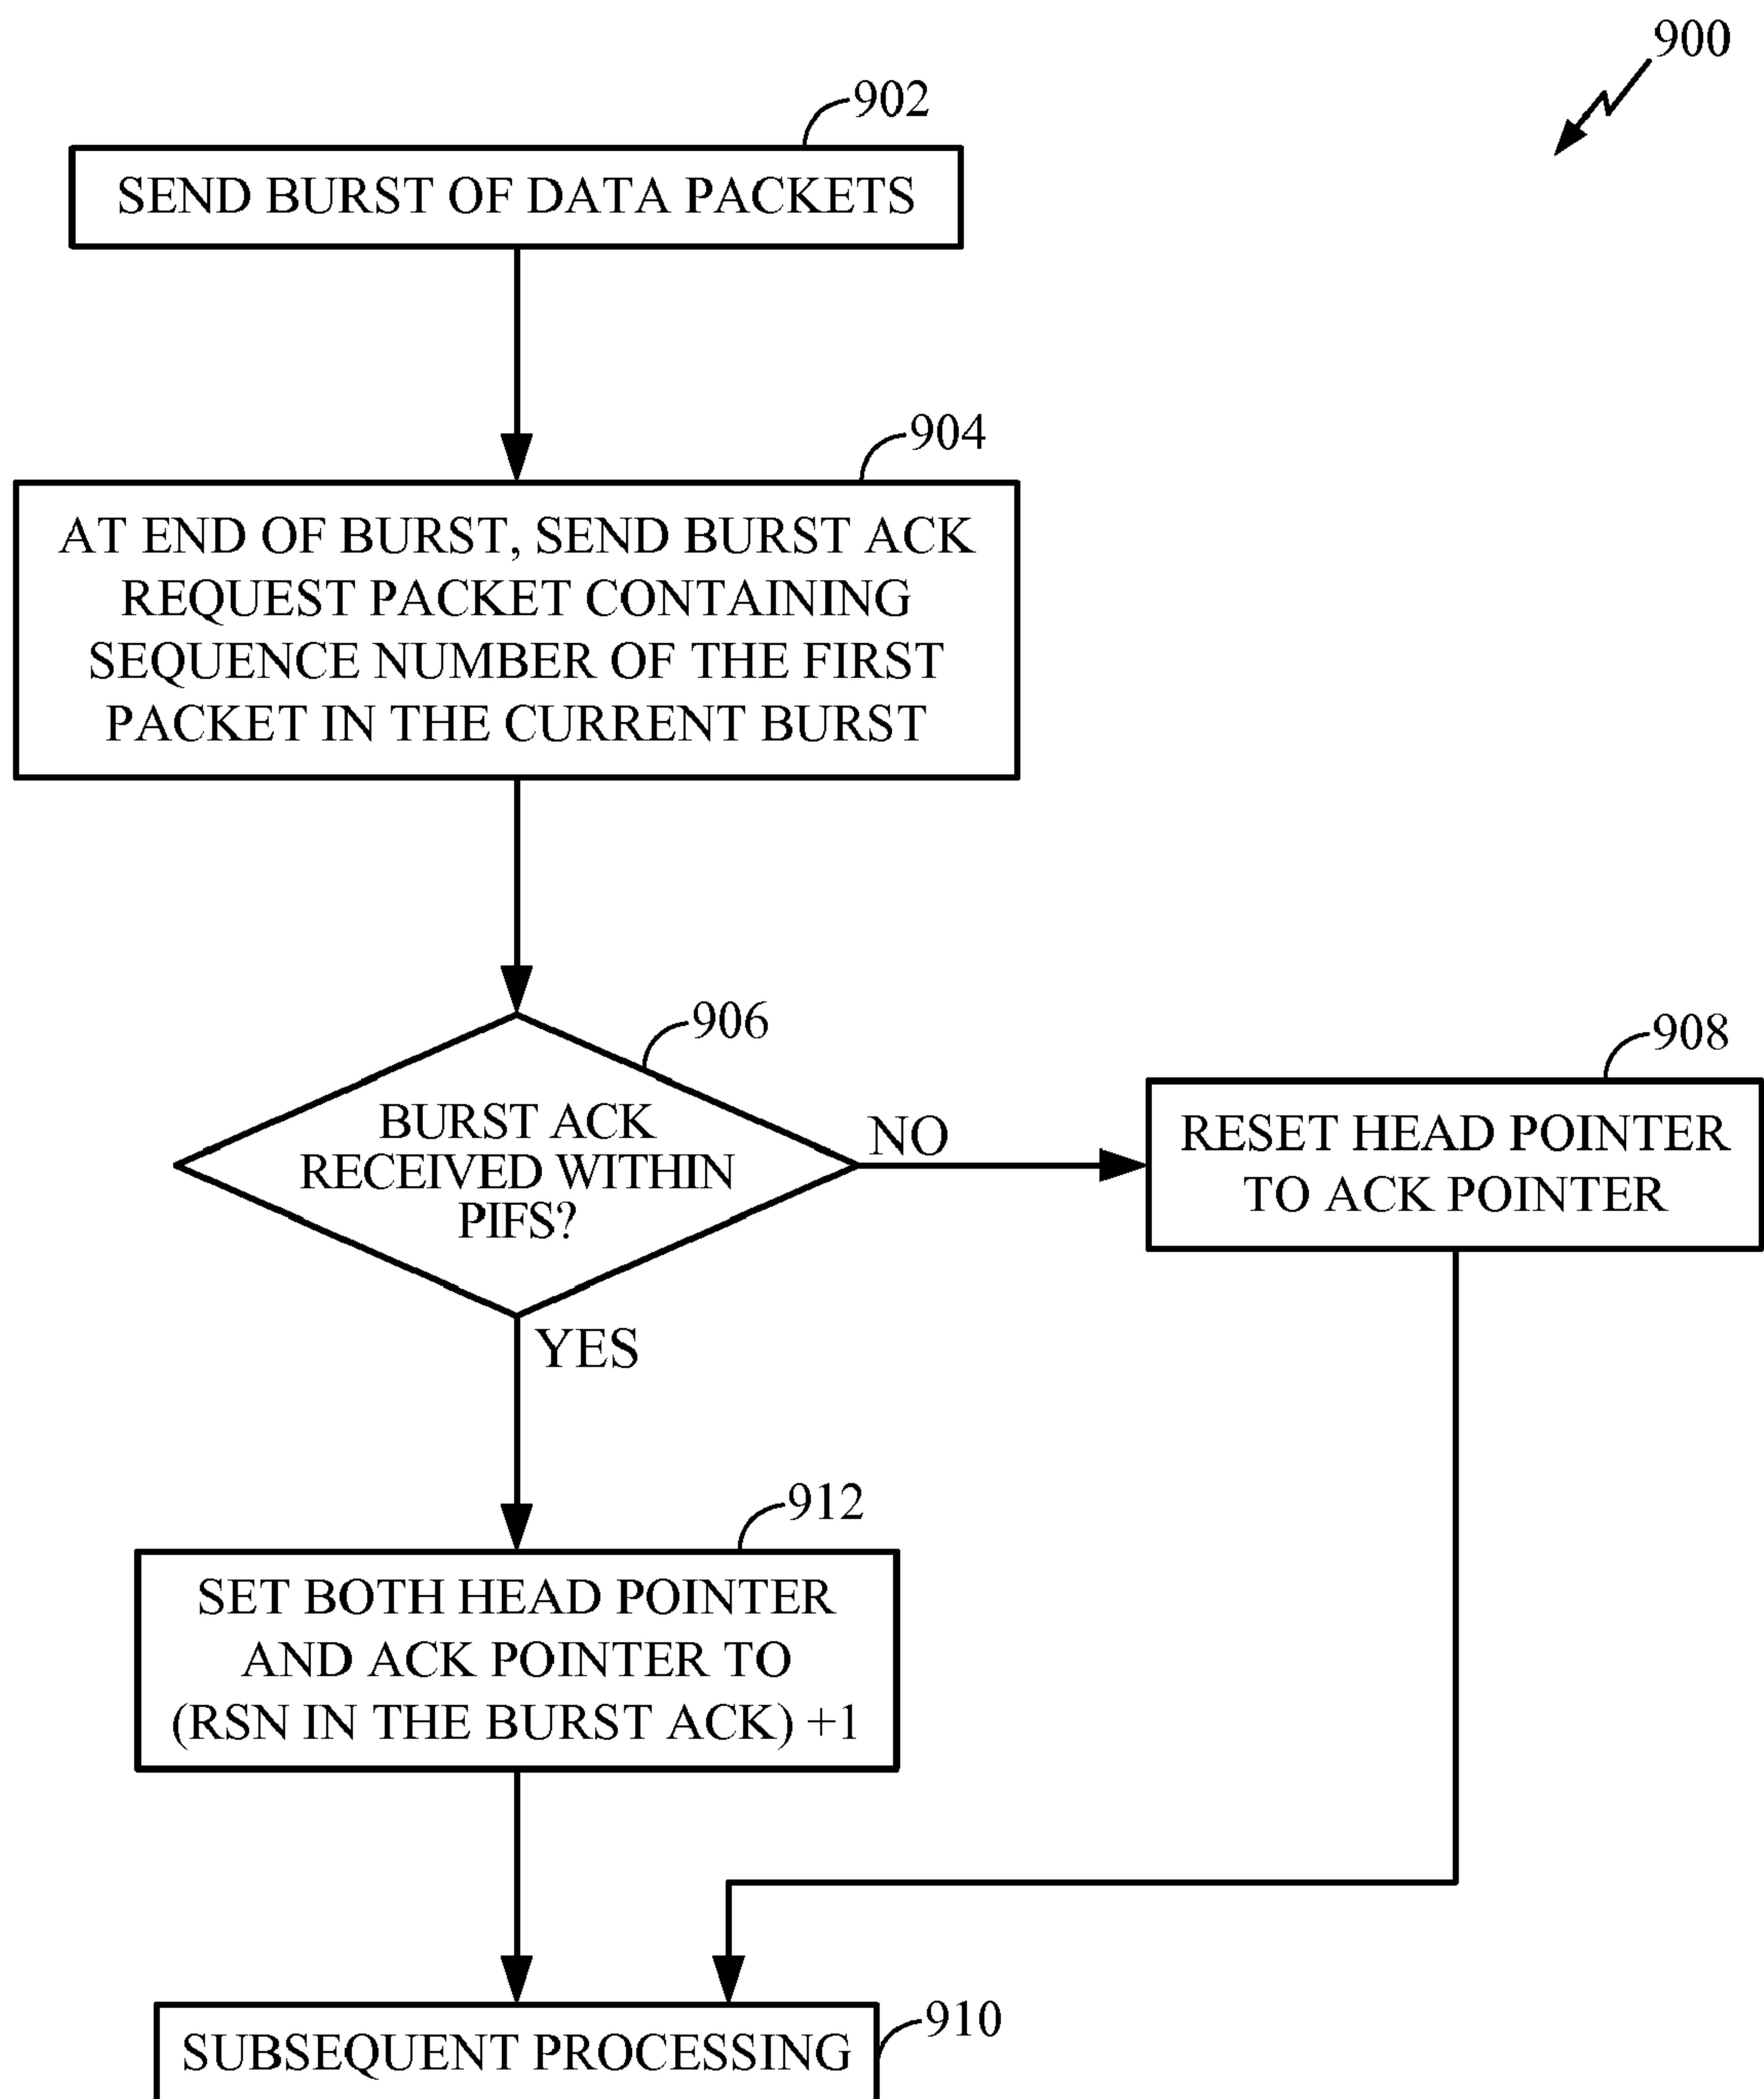 900
902
SEND BURST OF DATA PACKETS
904
AT END OF BURST, SEND BURST ACK
REQUEST PACKET CONTAINING
SEQUENCE NUMBER OF THE FIRST
PACKET IN THE CURRENT BURST
906
BURST ACK
RECEIVED WITHIN
PIFS?
NO
908
RESET HEAD POINTER
TO ACK POINTER
YES
912
SET BOTH HEAD POINTER
AND ACK POINTER TO
(RSN IN THE BURST ACK) +1
910
SUBSEQUENT PROCESSING